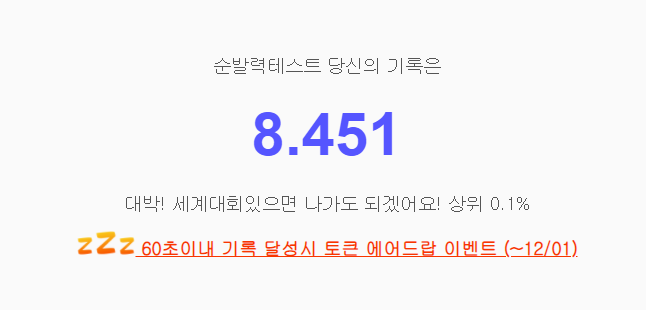 순발력테스트 당신의 기록은
8.451
대박! 세계대회있으면 나가도 되겠어요! 상위 0.1%
zZz 60초이내 기록 달성시 토큰 에어드랍 이벤트 (~12/01)